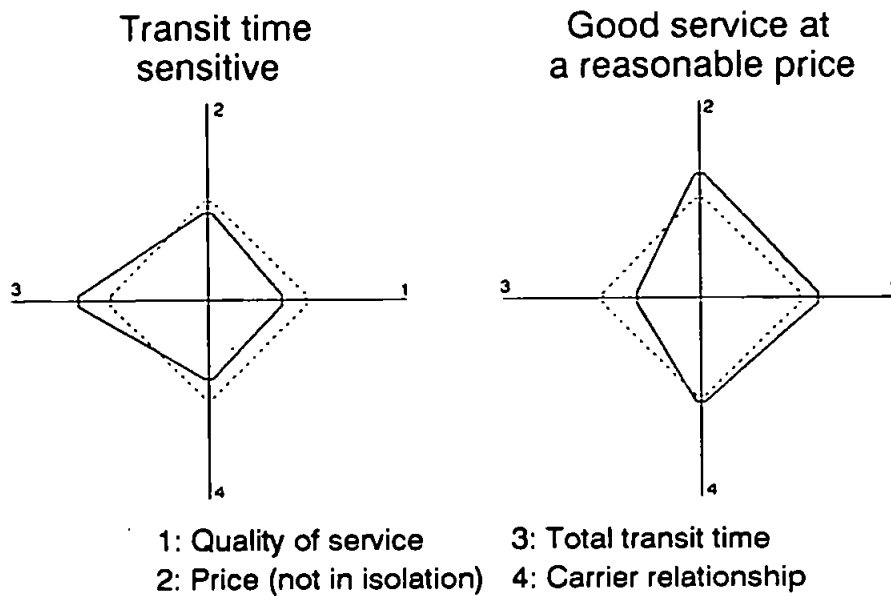 Transit time
sensitive
Good service at
a reasonable price
2
3
1
4
2
3
4
1: Quality of service
2: Price (not in isolation)
3: Total transit time
4: Carrier relationship